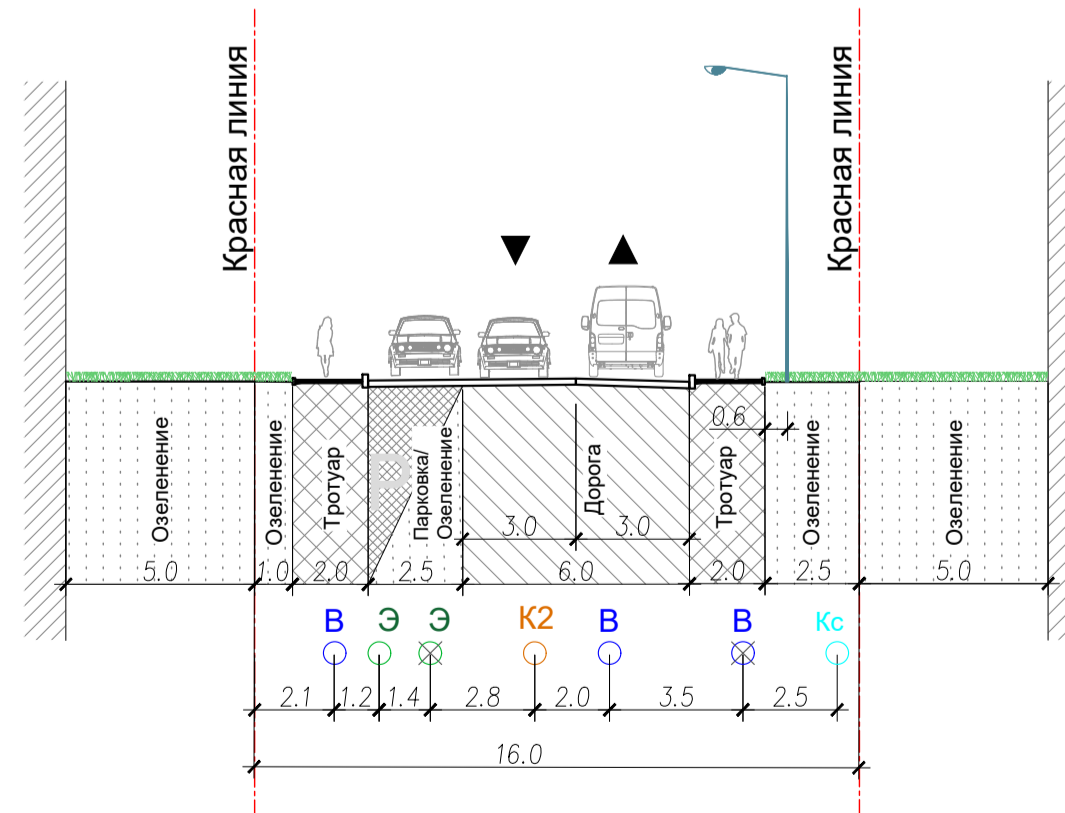 Красная линия
Красная линия
0.6
Озеленение
Озеленение
Тротуар
P
Парковка/
Озеленение
Дорога
Тротуар
Озеленение
Озеленение
3.0
3.0
5.0
1.0
2.0
2.5
6.0
2.0
2.5
5.0
В
Э
Э
К2
В
В
Кс
2.1
1.2
1.4
2.8
2.0
3.5
2.5
16.0